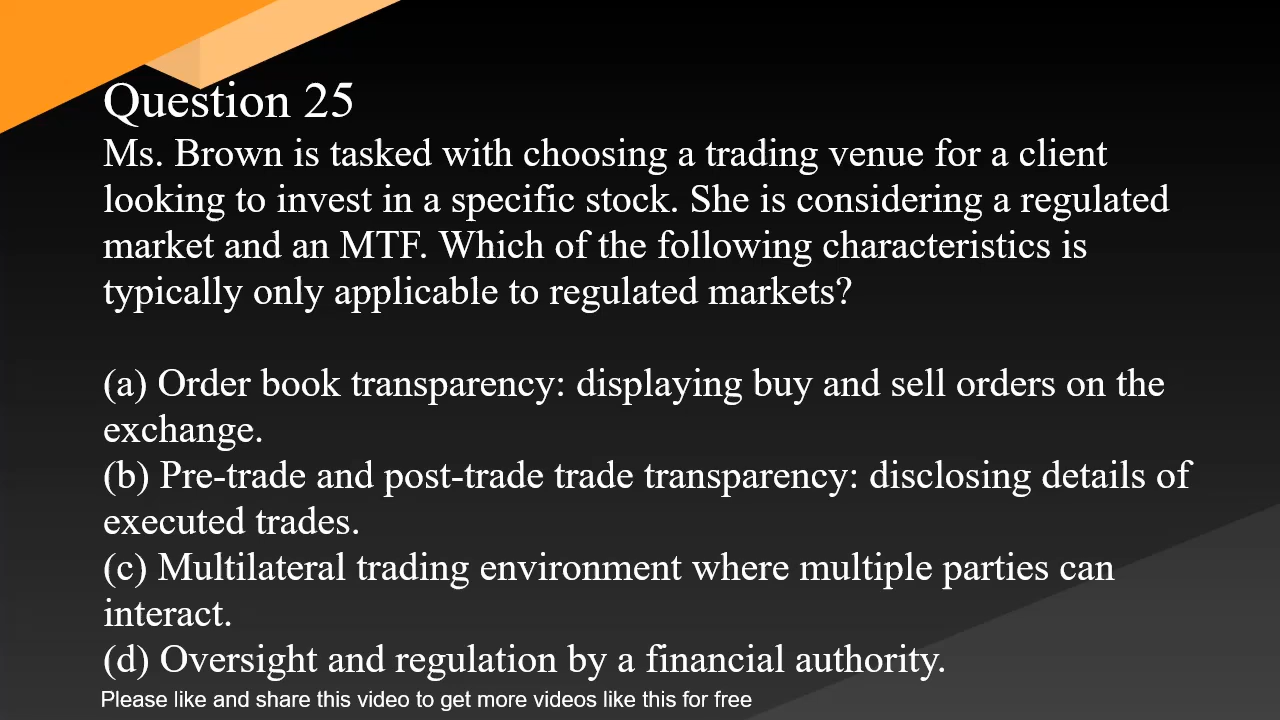 Question 25
Ms. Brown is tasked with choosing a trading venue for a client
looking to invest in a specific stock. She is considering a regulated
market and an MTF. Which of the following characteristics is
typically only applicable to regulated markets?
(a) Order book transparency: displaying buy and sell orders on the
exchange.
(b) Pre-trade and post-trade trade transparency: disclosing details of
executed trades.
(c) Multilateral trading environment where multiple parties can
interact.
(d) Oversight and regulation by a financial authority.
Please like and share this video to get more videos like this for free